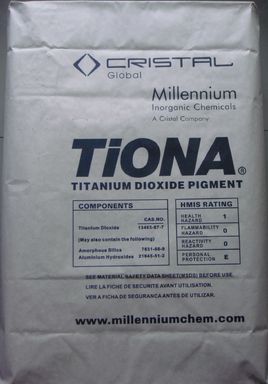 CRISTAL
Global
Millennium
Inorganic Chemicals
A Cristal Company
TiONA®
TITANIUM DIOXIDE PIGMENT
COMPONENTS
CAS.NO.
Titanium Dioxide 13463-67-7
(May also contain the following)
Amorphous Silica 7631-86-9
Aluminium Hydroxides 21645-51-2
HMIS RATING
HEALTH HAZARD 1
FLAMMABILITY HAZARD 0
REACTIVITY HAZARD 0
PERSONAL PROTECTION E
SEE MATERIAL SAFETY DATA SHEET(MSDS) BEFORE USE.
LIRE LA FICHE DE SECURITE AVANT UTILISATION.
VER A FICHA DE SEGURANCA ANTES DE UTILIZAR.
www.millenniumchem.com